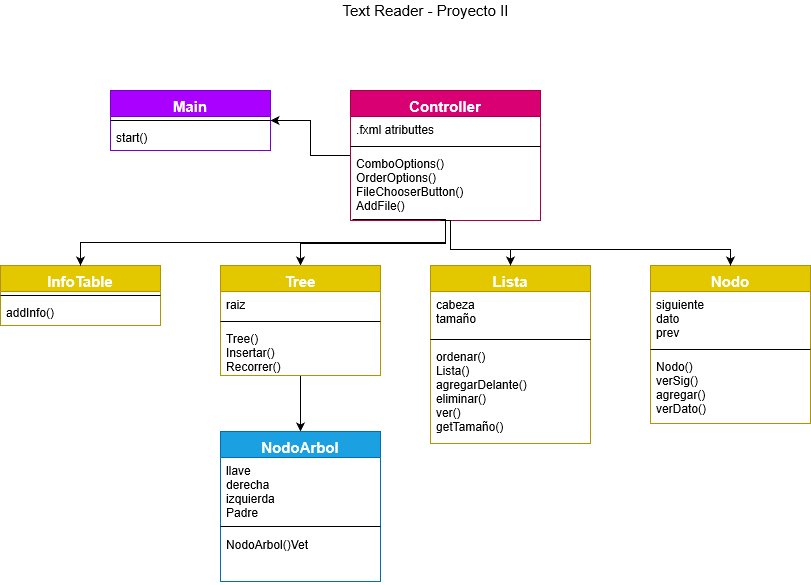 Text Reader - Proyecto II
Main
start()
Controller
.fxml atributtes
ComboOptions()
OrderOptions()
FileChooserButton()
AddFile()
InfoTable
addInfo()
Tree
raiz
Tree()
Insertar()
Recorrer()
Lista
cabeza
tamaño
ordenar()
Lista()
agregarDelante()
eliminar()
ver()
getTamaño()
Nodo
siguiente
dato
prev
Nodo()
verSig()
agregar()
verDato()
NodoArbol
llave
derecha
izquierda
Padre
NodoArbol()Vet